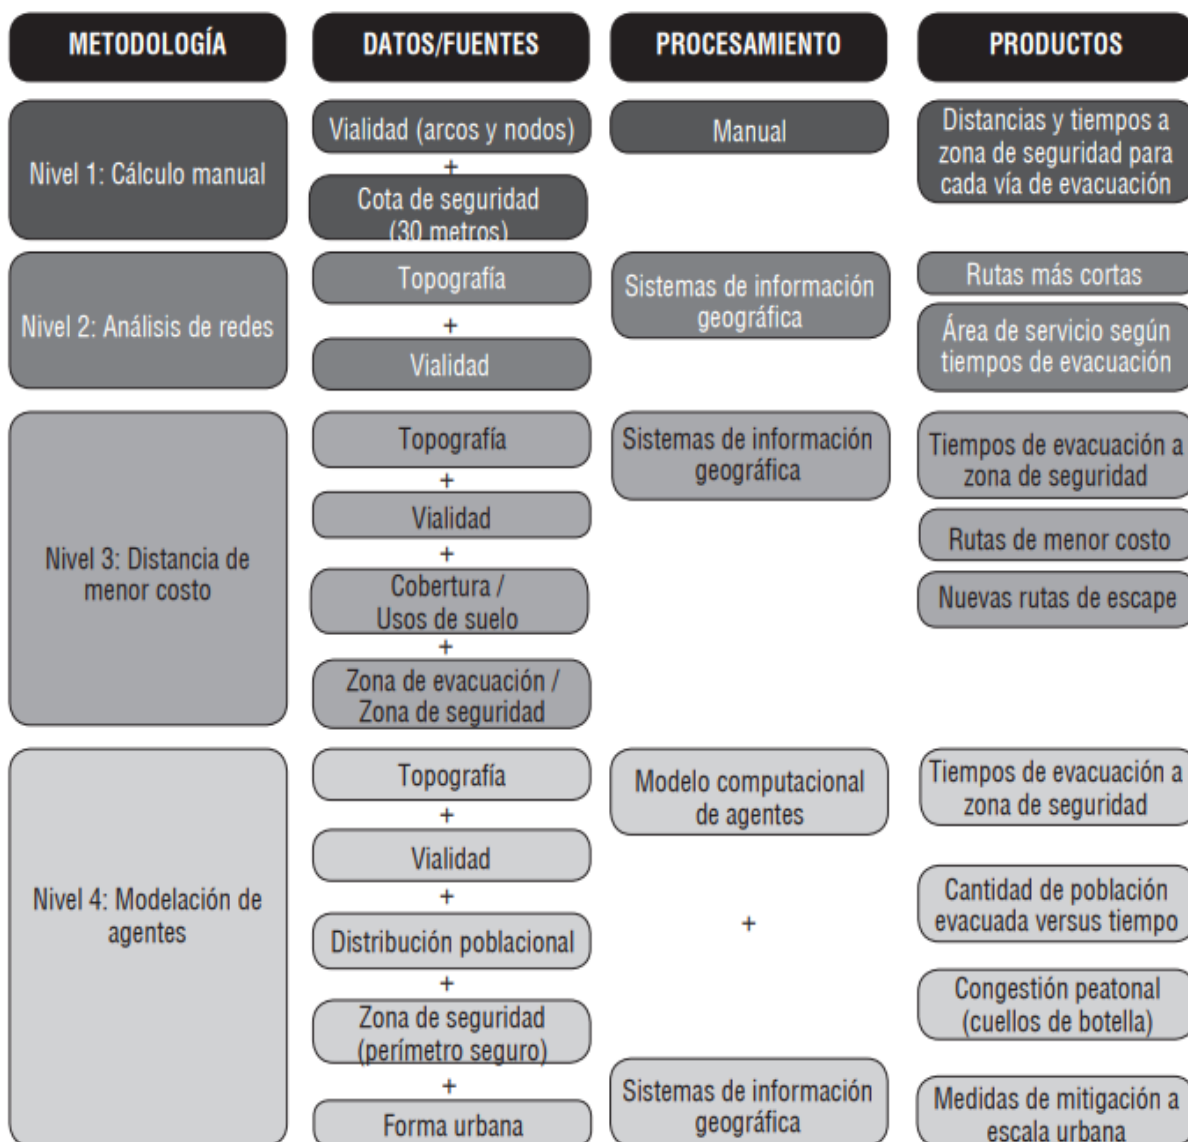 METODOLOGÍA
DATOS/FUENTES
PROCESAMIENTO
PRODUCTOS
Nivel 1: Cálculo manual
Vialidad (arcos y nodos)
+
Cota de seguridad
(30 metros)
Manual
Distancias y tiempos a
zona de seguridad para
cada vía de evacuación
Nivel 2: Análisis de redes
Topografía
+
Vialidad
Sistemas de información
geográfica
Rutas más cortas
Área de servicio según
tiempos de evacuación
Nivel 3: Distancia de
menor costo
Topografía
+
Vialidad
+
Cobertura /
Usos de suelo
+
Zona de evacuación /
Zona de seguridad
Sistemas de información
geográfica
Tiempos de evacuación a
zona de seguridad
Rutas de menor costo
Nuevas rutas de escape
Nivel 4: Modelación de
agentes
Topografía
+
Vialidad
+
Distribución poblacional
+
Zona de seguridad
(perímetro seguro)
+
Forma urbana
Modelo computacional
de agentes
+
Sistemas de información
geográfica
Tiempos de evacuación a
zona de seguridad
Cantidad de población
evacuada versus tiempo
Congestión peatonal
(cuellos de botella)
Medidas de mitigación a
escala urbana